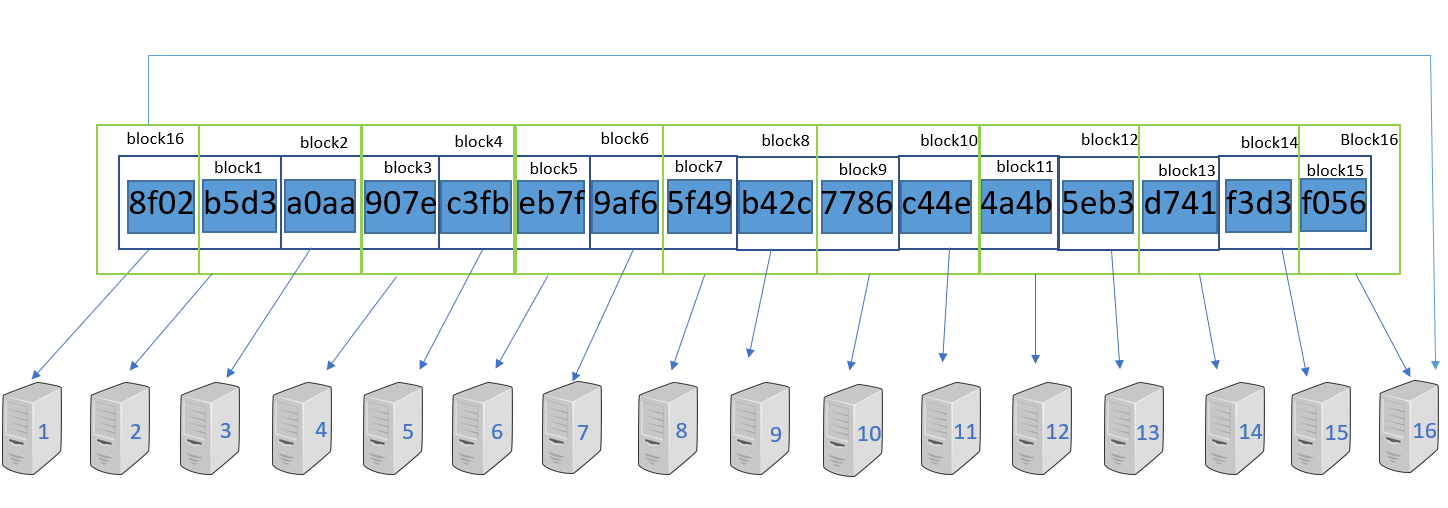 block16 block2 block4 block6 block8 block10 block12 block14 Block16
block1 block3 block5 block7 block9 block11 block13 block15
8f02 b5d3 a0aa 907e c3fb eb7f 9af6 5f49 b42c 7786 c44e 4a4b 5eb3 d741 f3d3 f056
1 2 3 4 5 6 7 8 9 10 11 12 13 14 15 16